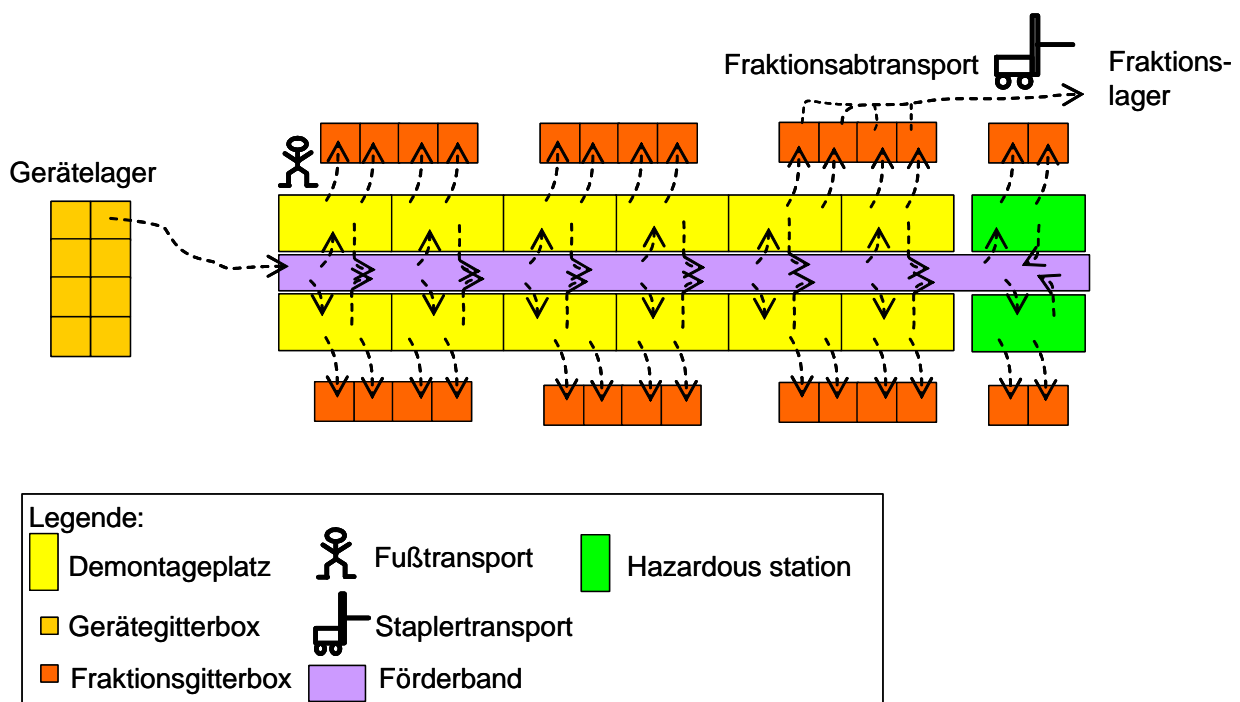 Fraktionsabtransport
Fraktions-
lager
Gerätelager
Legende:
Demontageplatz
Fußtransport
Hazardous station
Gerätegitterbox
Staplertransport
Fraktionsgitterbox
Förderband